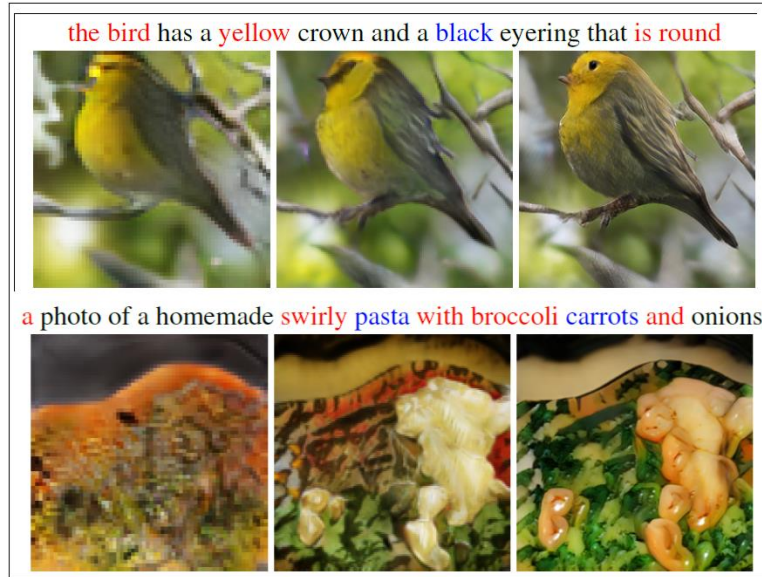 the bird has a yellow crown and a black eyering that is round
a photo of a homemade swirly pasta with broccoli carrots and onions